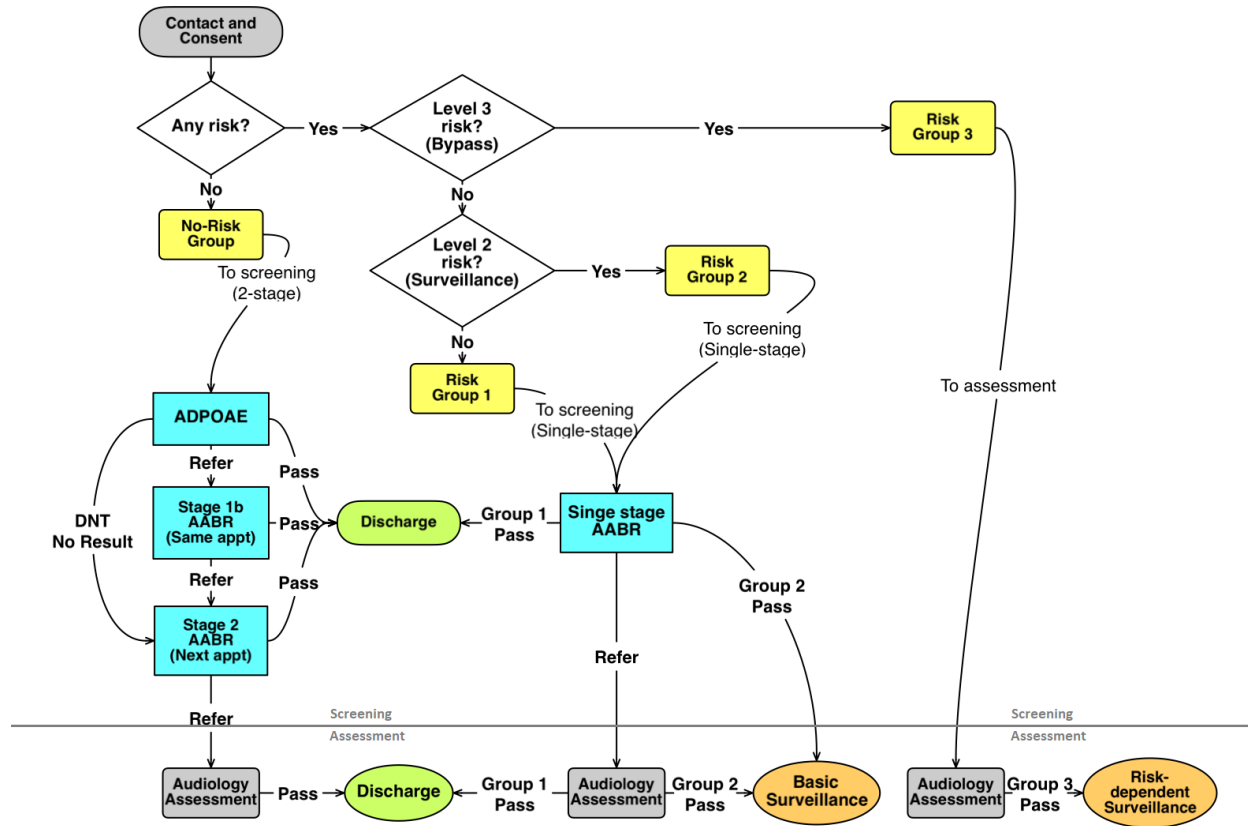 Contact and
Consent
Any risk?
Yes
Level 3
risk?
(Bypass)
Yes
Risk
Group 3
No
No
No-Risk
Group
Level 2
risk?
(Surveillance)
Yes
Risk
Group 2
To screening
(2-stage)
To screening
(Single-stage)
No
Risk
Group 1
To assessment
To screening
(Single-stage)
ADPOAE
Refer
Pass
DNT
No Result
Stage 1b
AABR
(Same appt)
Pass
Discharge
Group 1
Pass
Singe stage
AABR
Refer
Pass
Group 2
Pass
Stage 2
AABR
(Next appt)
Refer
Refer
Screening
Screening
Assessment
Assessment
Audiology
Assessment
Pass
Discharge
Group 1
Pass
Audiology
Assessment
Group 2
Pass
Basic
Surveillance
Audiology
Assessment
Group 3
Pass
Risk-
dependent
Surveillance